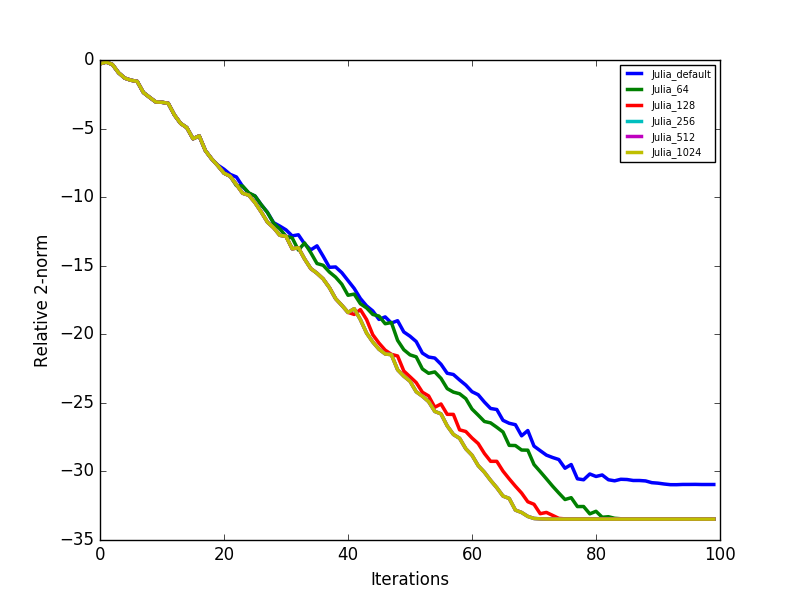 0
−5
−10
−15
−20
−25
−30
−35
0 20 40 60 80 100
Iterations
Relative 2-norm
Julia_default
Julia_64
Julia_128
Julia_256
Julia_512
Julia_1024